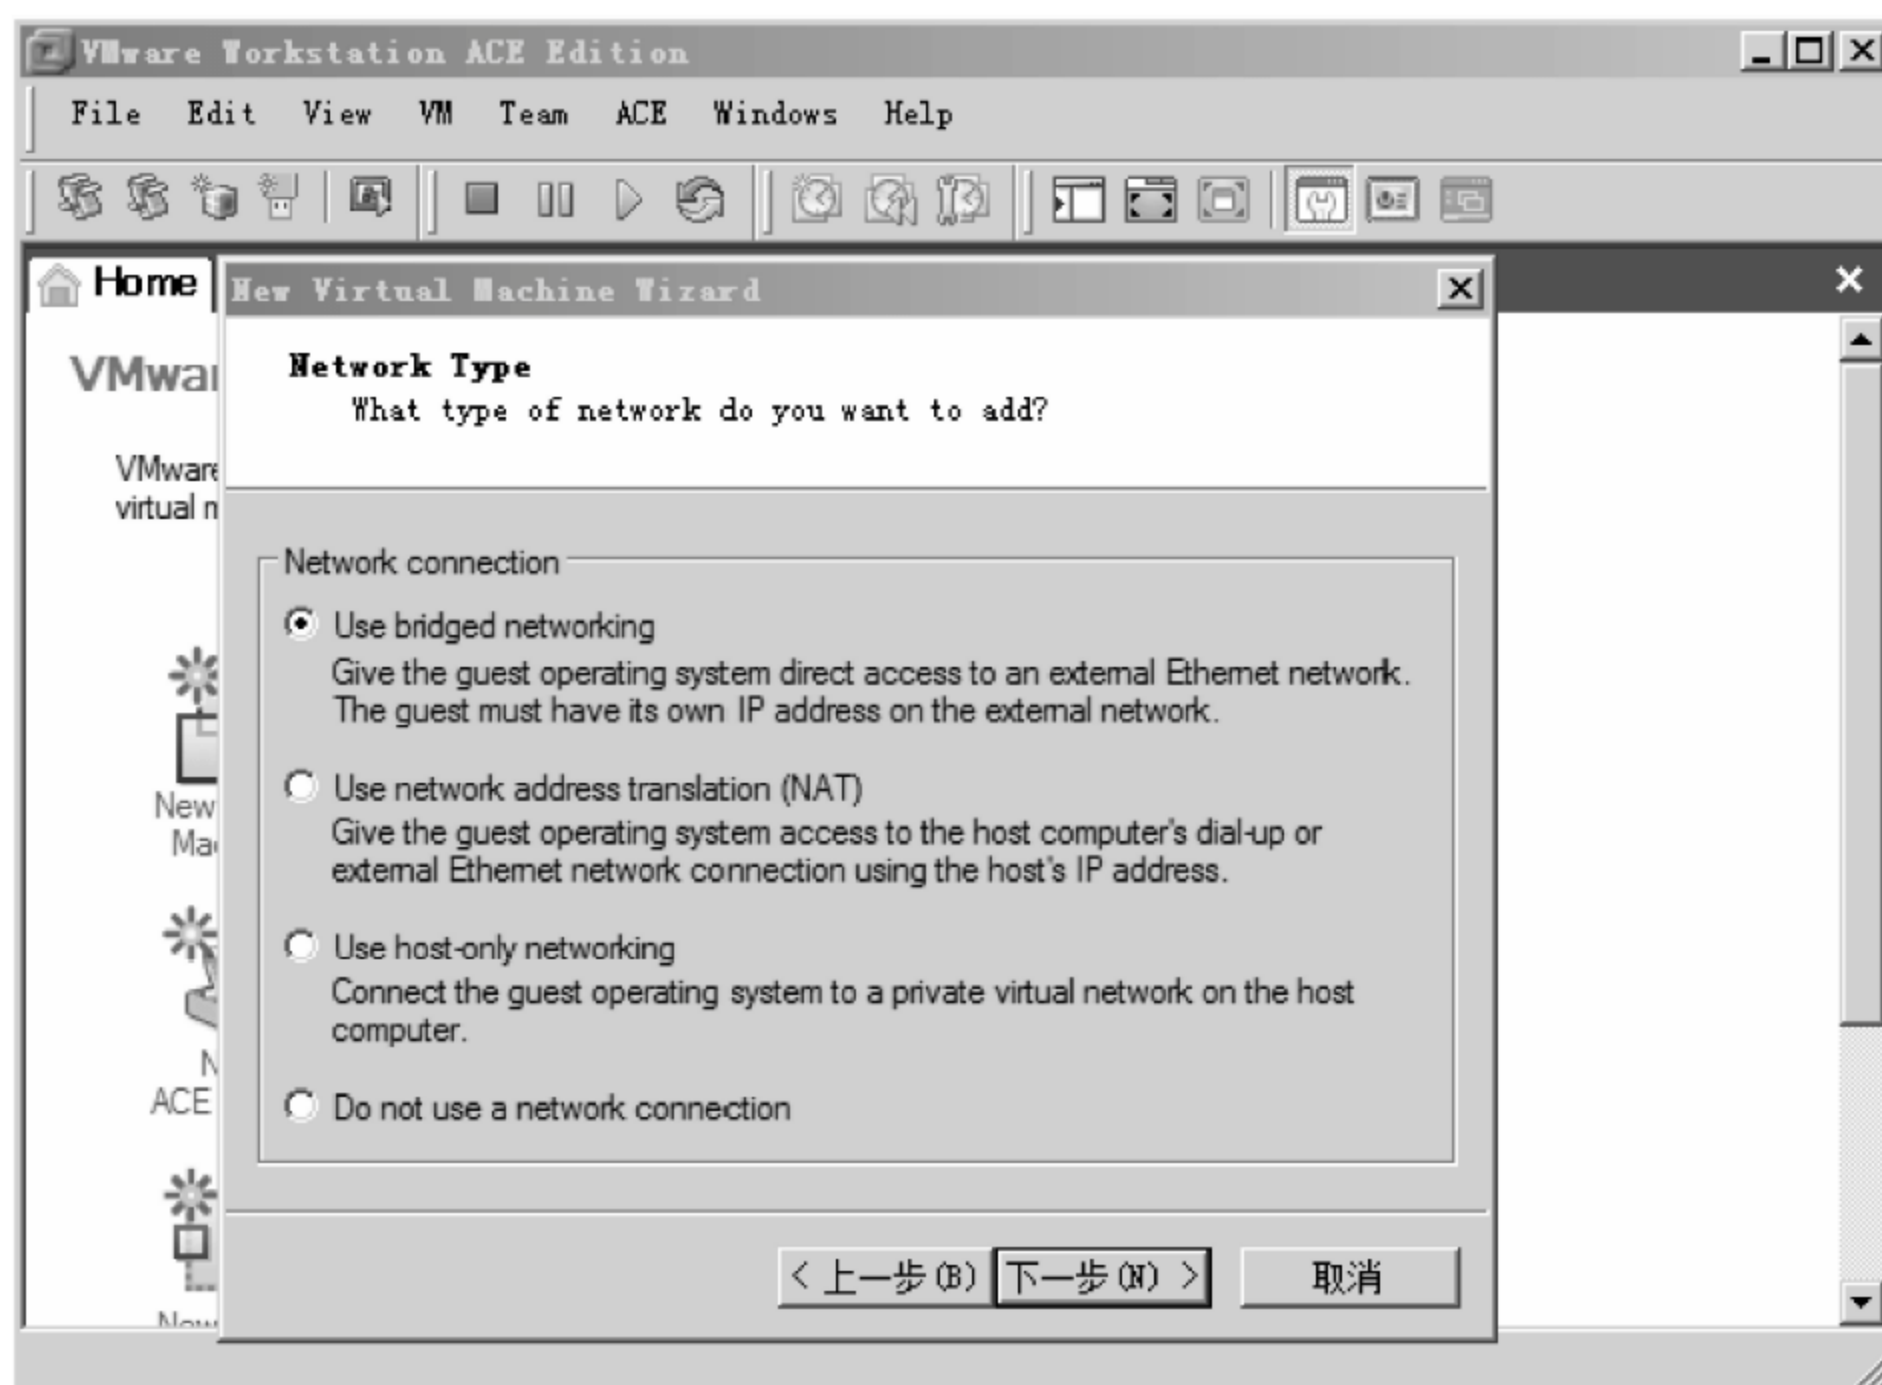 VMware Workstation ACE Edition
File Edit View VM Team ACE Windows Help
Home
New Virtual Machine Wizard
Network Type
What type of network do you want to add?
VMware
virtual
Network connection
Use bridged networking
Give the guest operating system direct access to an external Ethernet network.
The guest must have its own IP address on the external network.
Use network address translation (NAT)
Give the guest operating system access to the host computer's dial-up or
external Ethernet network connection using the host's IP address.
New
Use host-only networking
Connect the guest operating system to a private virtual network on the host
computer.
ACE
Do not use a network connection
< 上一步(B) 下一步(N) > 取消
New